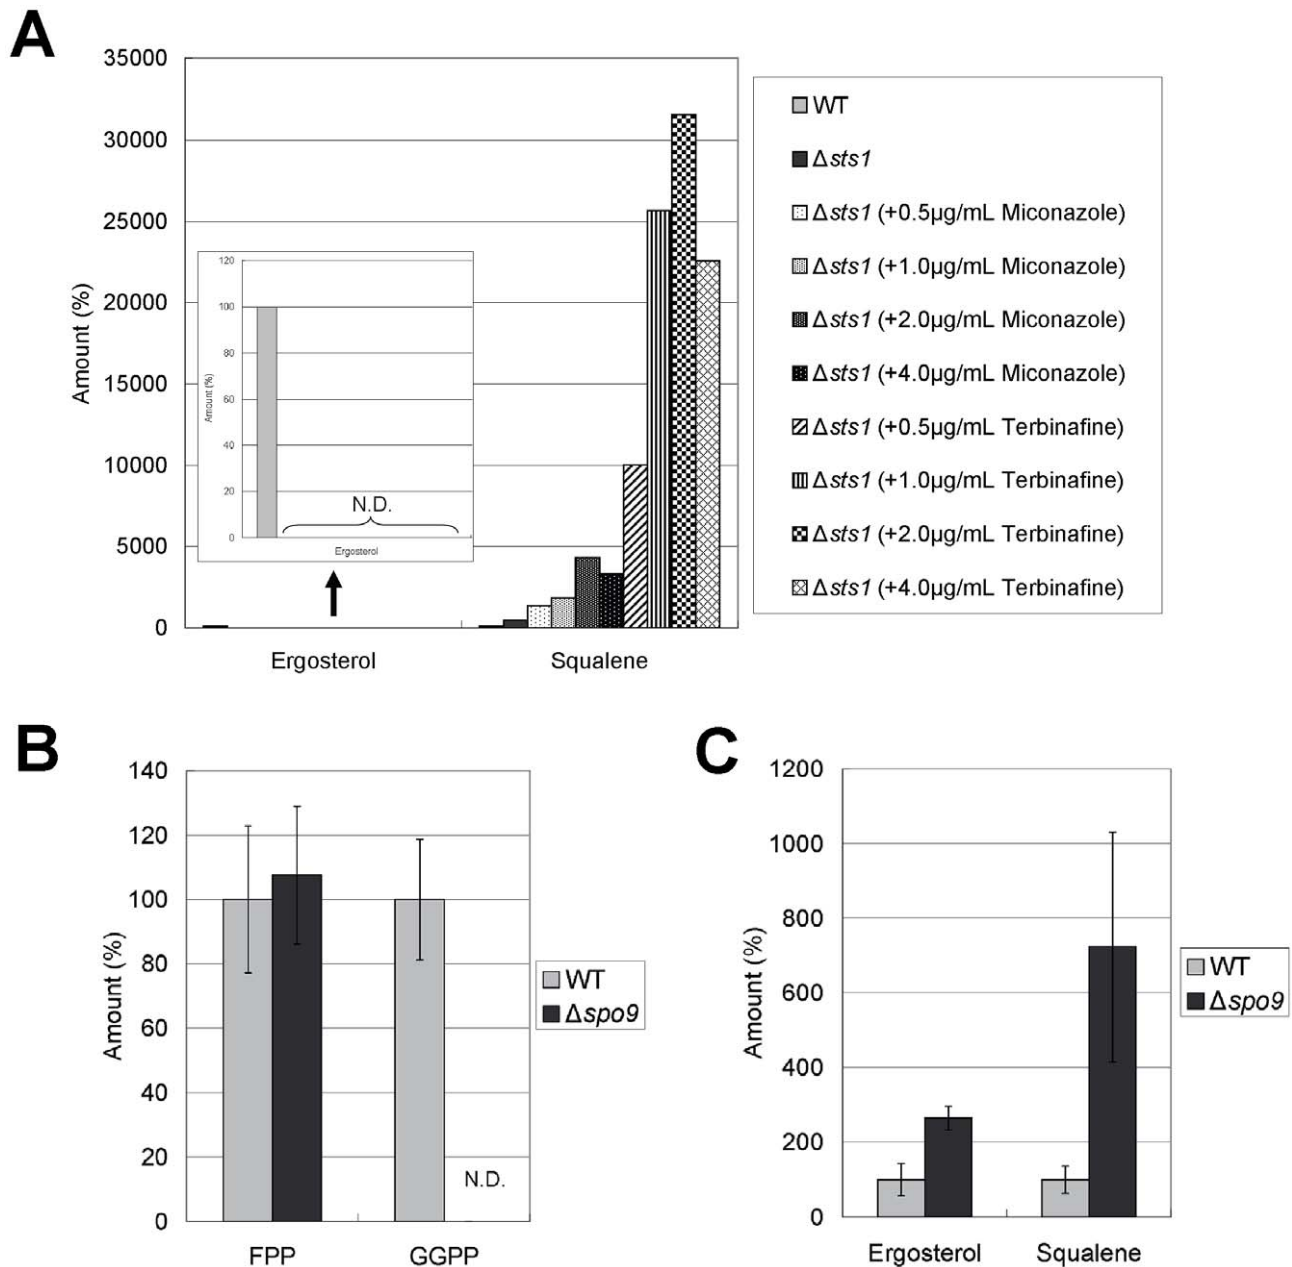 A
35000
30000
25000
20000
15000
10000
5000
0
Amount (%)
120
100
80
60
40
20
0
Amount (%)
N.D.
Ergosterol
Ergosterol
Squalene
WT
Δsts1
Δsts1 (+0.5µg/mL Miconazole)
Δsts1 (+1.0µg/mL Miconazole)
Δsts1 (+2.0µg/mL Miconazole)
Δsts1 (+4.0µg/mL Miconazole)
Δsts1 (+0.5µg/mL Terbinafine)
Δsts1 (+1.0µg/mL Terbinafine)
Δsts1 (+2.0µg/mL Terbinafine)
Δsts1 (+4.0µg/mL Terbinafine)
B
140
120
100
80
60
40
20
0
Amount (%)
N.D.
FPP
GGPP
WT
Δspo9
C
1200
1000
800
600
400
200
0
Amount (%)
Ergosterol
Squalene
WT
Δspo9